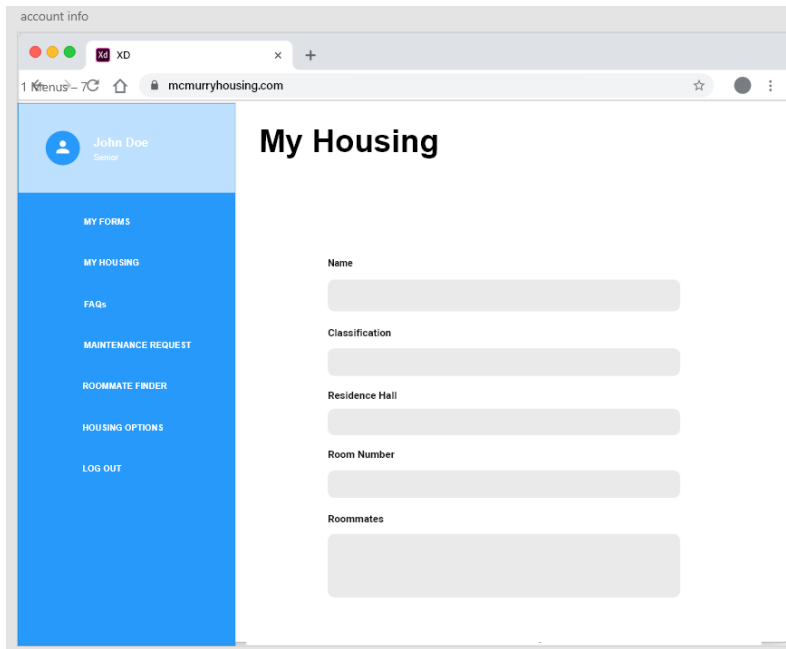 account info
Xd XD
1 Menus – 7
mcmurryhousing.com
John Doe
Senior
My Housing
MY FORMS
MY HOUSING
FAQs
MAINTENANCE REQUEST
ROOMMATE FINDER
HOUSING OPTIONS
LOG OUT
Name
Classification
Residence Hall
Room Number
Roommates